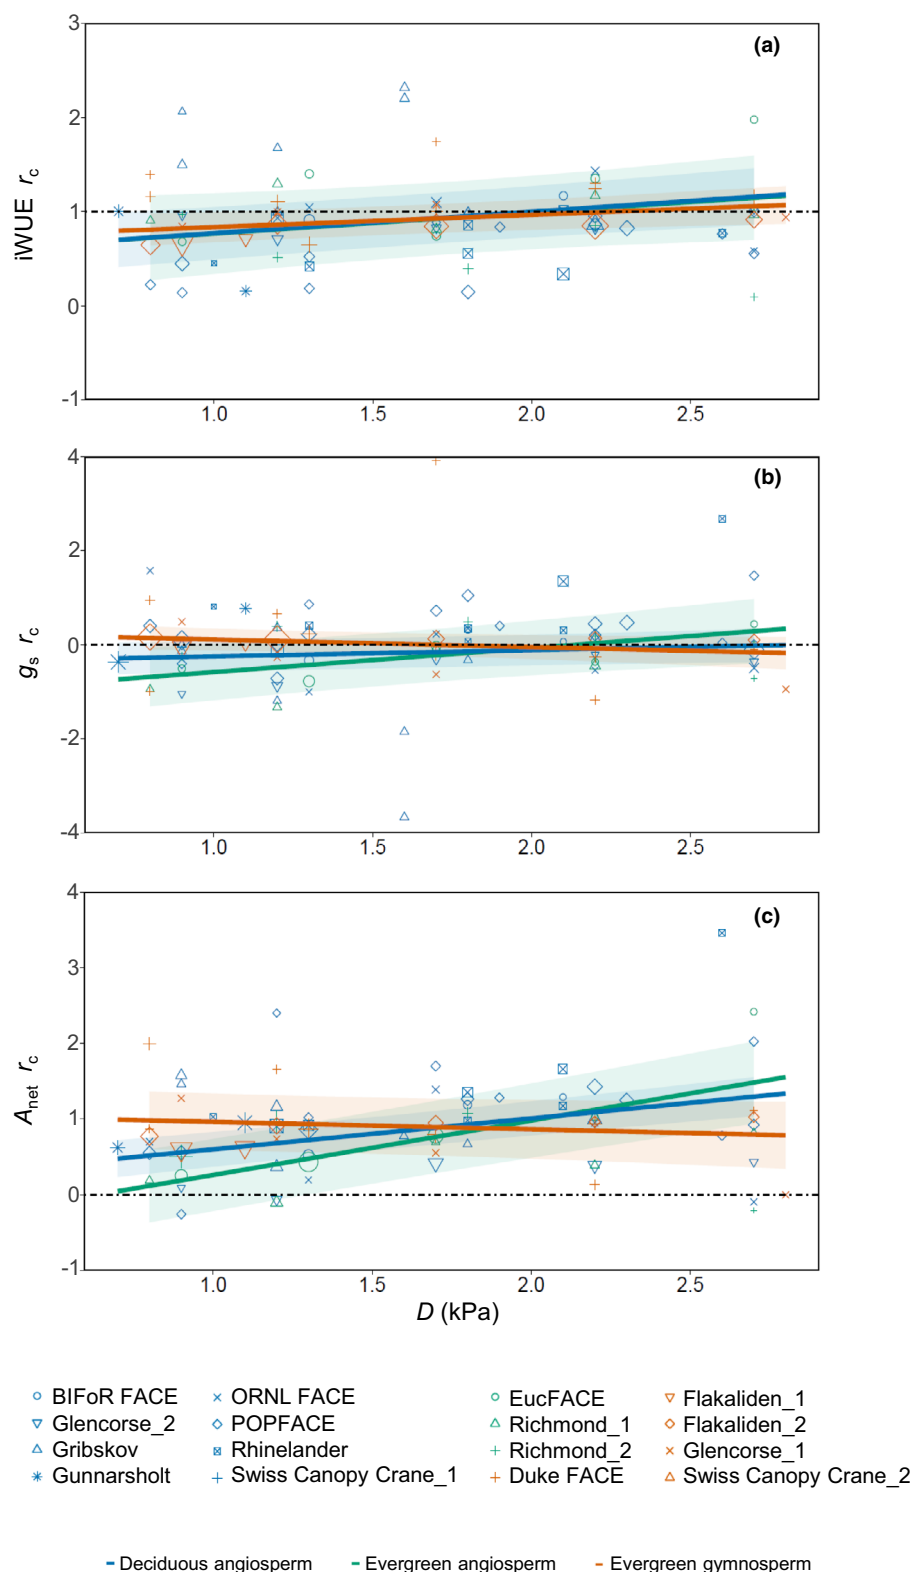 (a)
3
2
1
0
-1
iWUE rc
1.0 1.5 2.0 2.5
(b)
4
2
0
-2
-4
gs rc
1.0 1.5 2.0 2.5
(c)
4
3
2
1
0
-1
Anet rc
1.0 1.5 2.0 2.5
D (kPa)
BIFoR FACE ORNL FACE EucFACE Flakaliden_1
Glencorse_2 POPFACE Richmond_1 Flakaliden_2
Gribskov Rhinelander Richmond_2 Glencorse_1
Gunnarsholt Swiss Canopy Crane_1 Duke FACE Swiss Canopy Crane_2
Deciduous angiosperm Evergreen angiosperm Evergreen gymnosperm